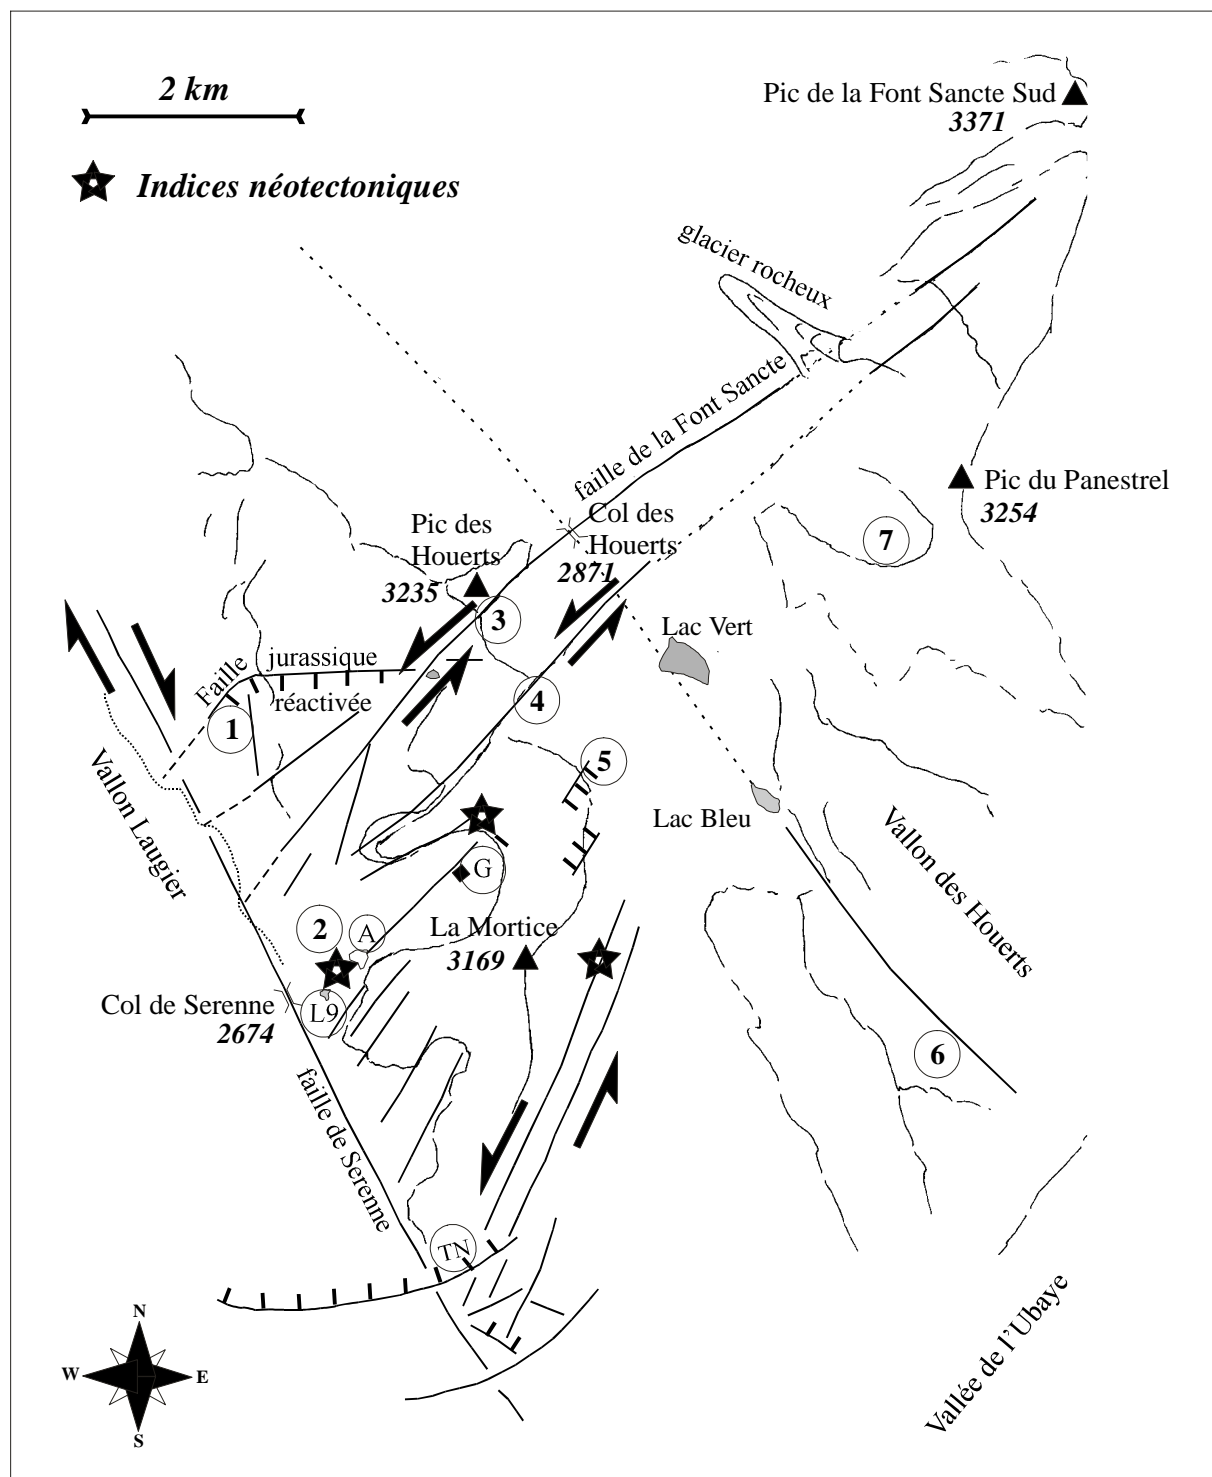 2 km
Pic de la Font Sancte Sud
3371
Indices néotectoniques
glacier rocheux
faille de la Font Sancte
Pic du Panestrel
3254
7
Col des
Houerts
2871
Pic des
Houerts
3235
3
Lac Vert
Faille
jurassique
réactivée
1
4
5
Vallon Laugier
Lac Bleu
Vallon des Houerts
G
2
A
La Mortice
3169
Col de Serenne
2674
L9
6
faille de Serenne
TN
Vallée de l'Ubaye
N
W
E
S